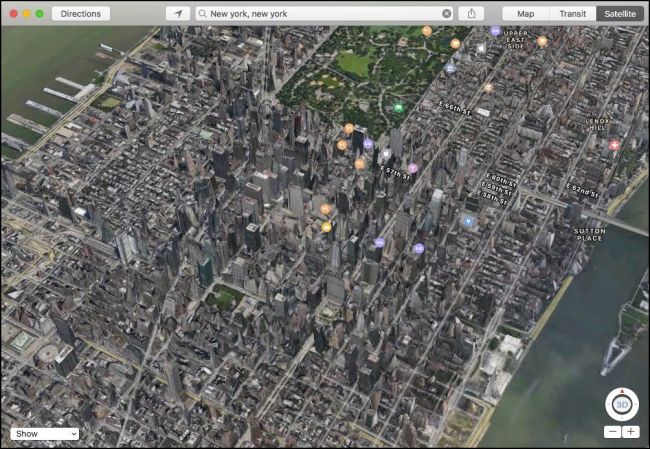 Directions
New york, new york
Map
Transit
Satellite
UPPER
EAST
SIDE
E 66th St
LENOX
HILL
E 57th St
E 60th St
E 59th St
E 58th St
E 62nd St
SUTTON
PLACE
3D
Show